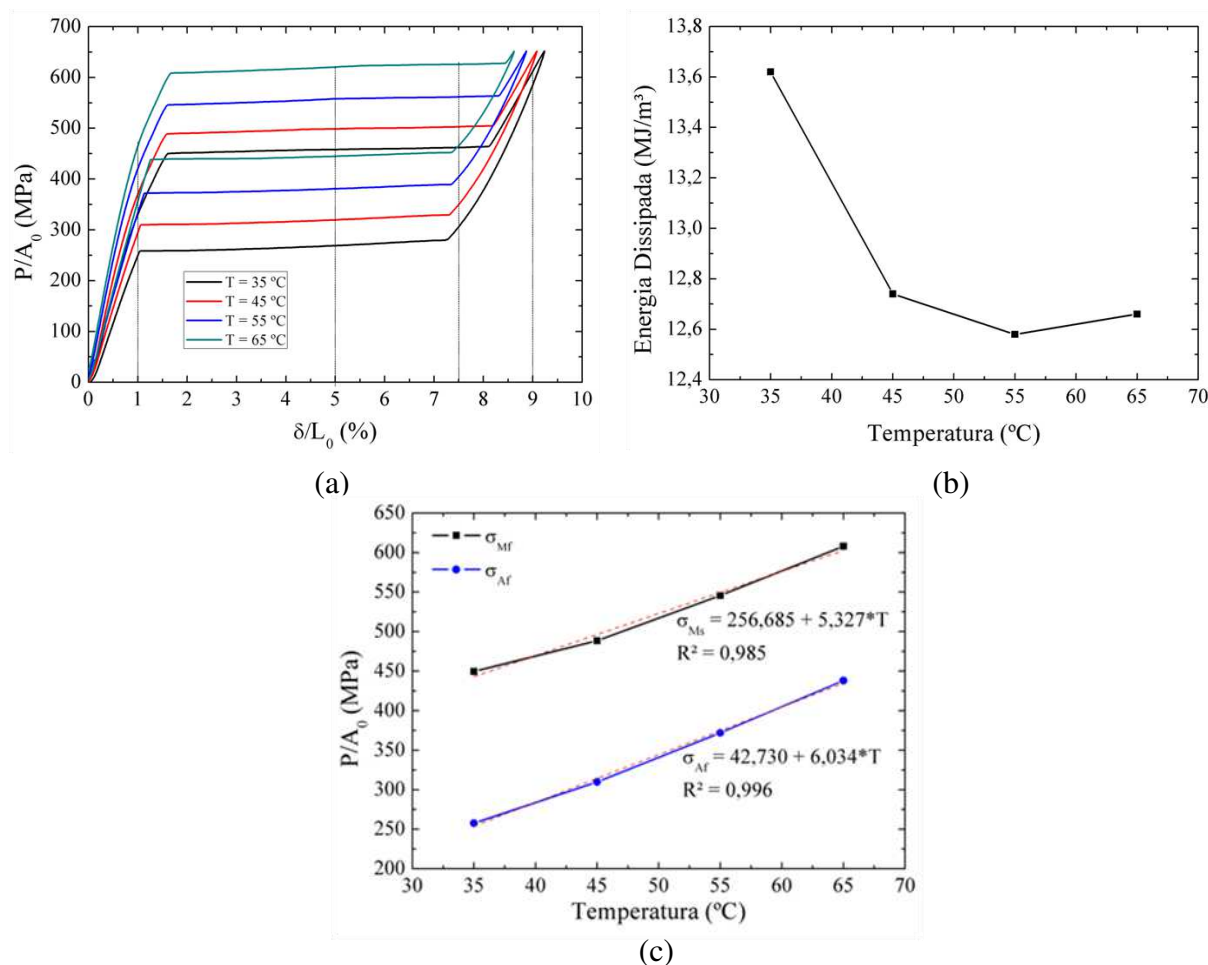 700
600
500
400
300
200
100
0
P/A₀ (MPa)
T = 35 ºC
T = 45 ºC
T = 55 ºC
T = 65 ºC
0 1 2 3 4 5 6 7 8 9 10
δ/L₀ (%)
(a)
13,8
13,6
13,4
13,2
13,0
12,8
12,6
12,4
Energia Dissipada (MJ/m³)
30 35 40 45 50 55 60 65 70
Temperatura (ºC)
(b)
650
600
550
500
450
400
350
300
250
200
P/A₀ (MPa)
σMf
σAf
σMs = 256,685 + 5,327*T
R² = 0,985
σAf = 42,730 + 6,034*T
R² = 0,996
30 35 40 45 50 55 60 65 70
Temperatura (ºC)
(c)